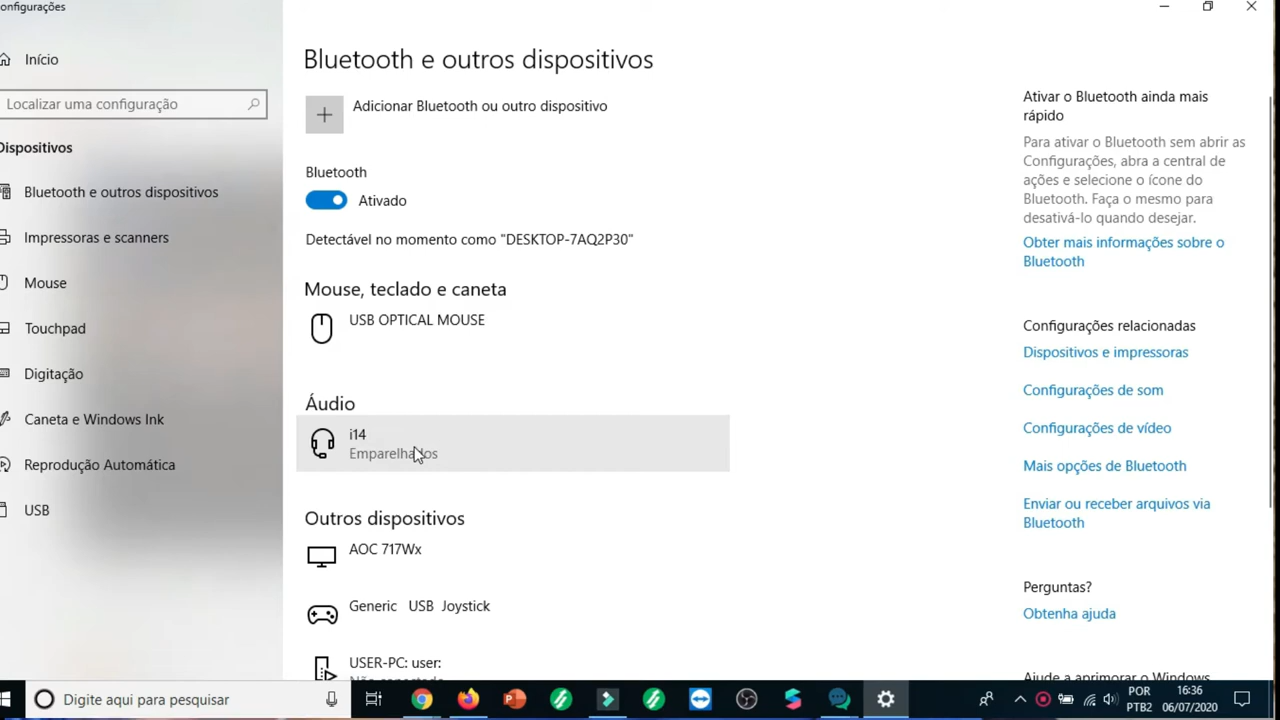 onfigurações
Início
Localizar uma configuração
Dispositivos
Bluetooth e outros dispositivos
Impressoras e scanners
Mouse
Touchpad
Digitação
Caneta e Windows Ink
Reprodução Automática
USB
Bluetooth e outros dispositivos
Adicionar Bluetooth ou outro dispositivo
Bluetooth
Ativado
Detectável no momento como "DESKTOP-7AQ2P30"
Mouse, teclado e caneta
USB OPTICAL MOUSE
Áudio
i14
Emparelhados
Outros dispositivos
AOC 717Wx
Generic USB Joystick
USER-PC: user:
Não conectado
Ativar o Bluetooth ainda mais
rápido
Para ativar o Bluetooth sem abrir as
Configurações, abra a central de
ações e selecione o ícone do
Bluetooth. Faça o mesmo para
desativá-lo quando desejar.
Obter mais informações sobre o
Bluetooth
Configurações relacionadas
Dispositivos e impressoras
Configurações de som
Configurações de vídeo
Mais opções de Bluetooth
Enviar ou receber arquivos via
Bluetooth
Perguntas?
Obtenha ajuda
Ajude a aprimorar o Windows
Digite aqui para pesquisar
POR
PTB2
16:36
06/07/2020